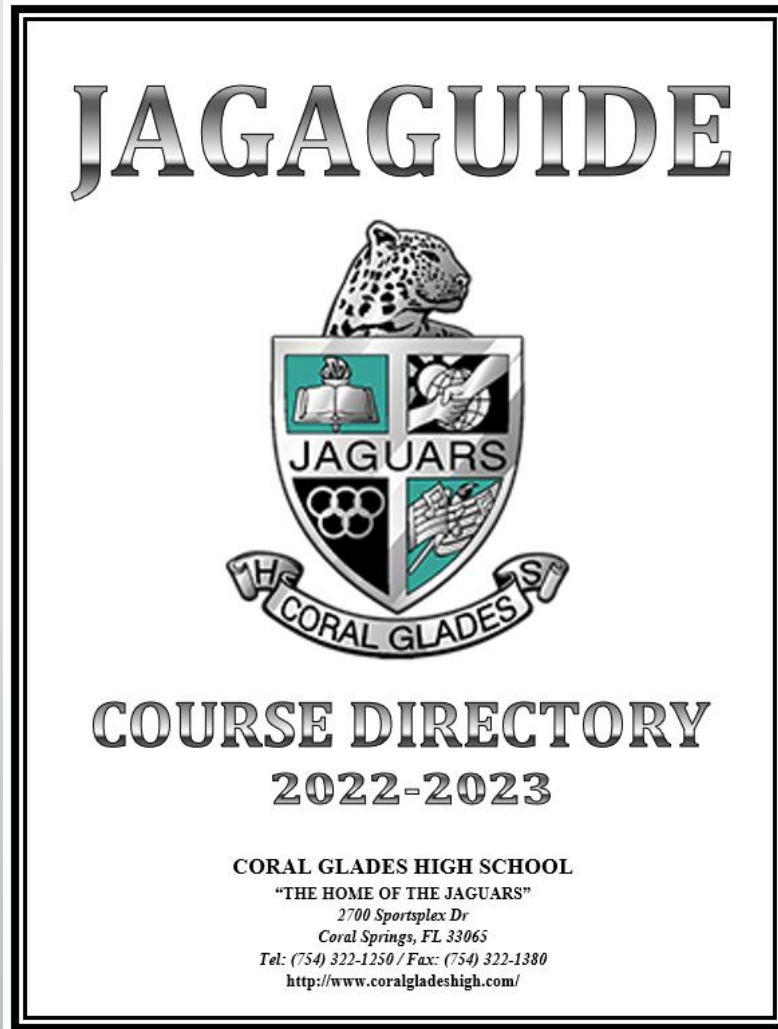 JAGAGUIDE
JAGUARS
H S
CORAL GLADES
COURSE DIRECTORY
2022-2023
CORAL GLADES HIGH SCHOOL
“THE HOME OF THE JAGUARS”
2700 Sportsplex Dr
Coral Springs, FL 33065
Tel: (754) 322-1250 / Fax: (754) 322-1380
http://www.coralgladeshigh.com/